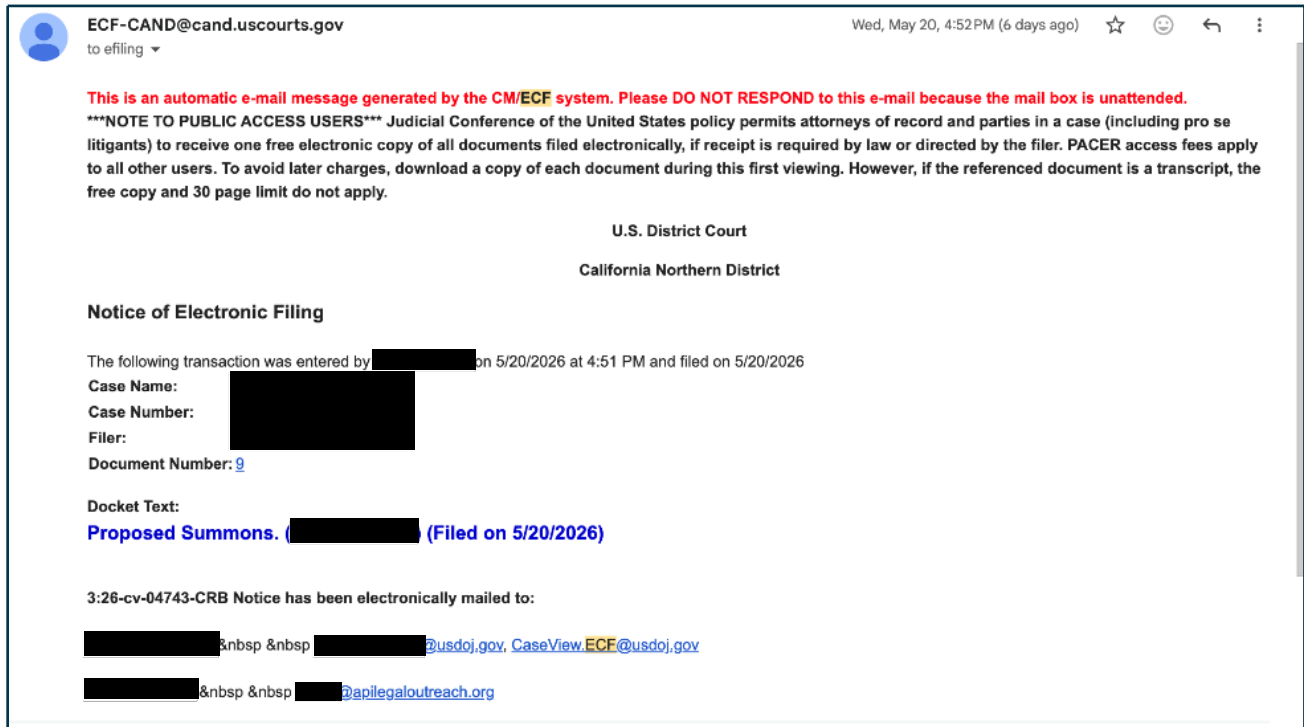 ECF-CAND@cand.uscourts.gov
Wed, May 20, 4:52 PM (6 days ago)
to efiling
This is an automatic e-mail message generated by the CM/ECF system. Please DO NOT RESPOND to this e-mail because the mail box is unattended.
***NOTE TO PUBLIC ACCESS USERS*** Judicial Conference of the United States policy permits attorneys of record and parties in a case (including pro se
litigants) to receive one free electronic copy of all documents filed electronically, if receipt is required by law or directed by the filer. PACER access fees apply
to all other users. To avoid later charges, download a copy of each document during this first viewing. However, if the referenced document is a transcript, the
free copy and 30 page limit do not apply.
U.S. District Court
California Northern District
Notice of Electronic Filing
The following transaction was entered by on 5/20/2026 at 4:51 PM and filed on 5/20/2026
Case Name:
Case Number:
Filer:
Document Number: 9
Docket Text:
Proposed Summons. ( ) (Filed on 5/20/2026)
3:26-cv-04743-CRB Notice has been electronically mailed to:
&nbsp &nbsp @usdoj.gov, CaseView.ECF@usdoj.gov
&nbsp &nbsp @apilegaloutreach.org